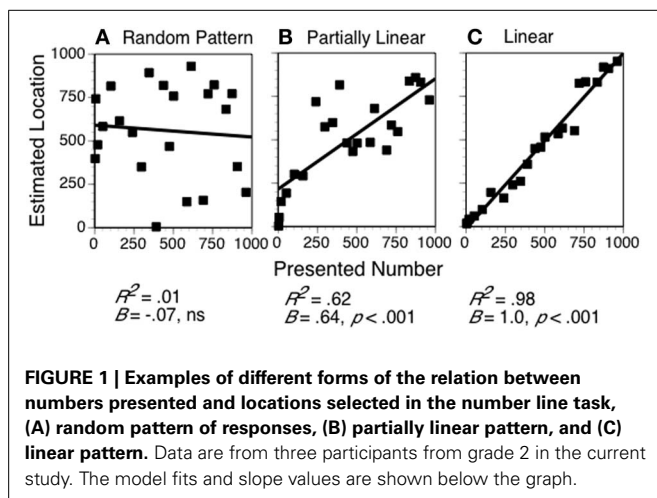 A Random Pattern B Partially Linear C Linear
1000
750
500
250
0
Estimated Location
0 250 500 750 1000 0 250 500 750 1000 0 250 500 750 1000
Presented Number
R² = .01 R² = .62 R² = .98
B = -.07, ns B = .64, p < .001 B = 1.0, p < .001
FIGURE 1 | Examples of different forms of the relation between
numbers presented and locations selected in the number line task,
(A) random pattern of responses, (B) partially linear pattern, and (C)
linear pattern. Data are from three participants from grade 2 in the current
study. The model fits and slope values are shown below the graph.